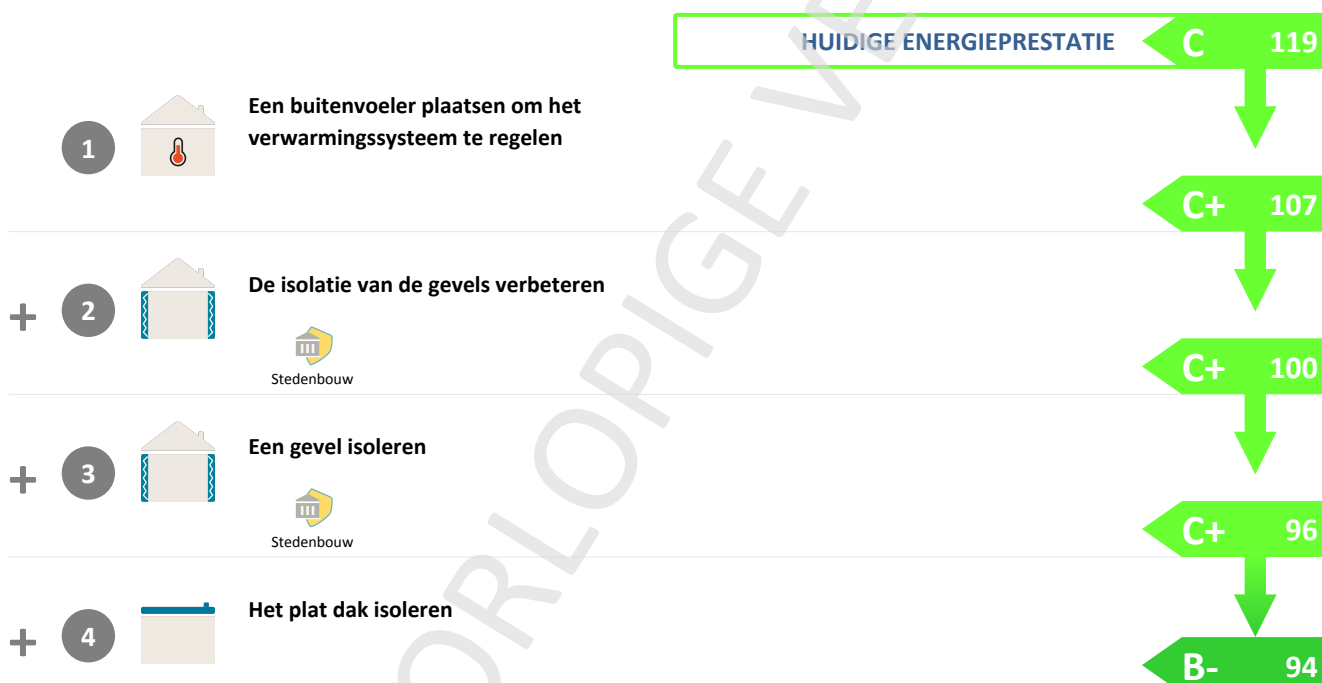 HUIDIGE ENERGIEPRESTATIE C 119
1 Een buitenvoeler plaatsen om het
verwarmingssysteem te regelen
C+ 107
+ 2 De isolatie van de gevels verbeteren
Stedenbouw
C+ 100
+ 3 Een gevel isoleren
Stedenbouw
C+ 96
+ 4 Het plat dak isoleren
B- 94